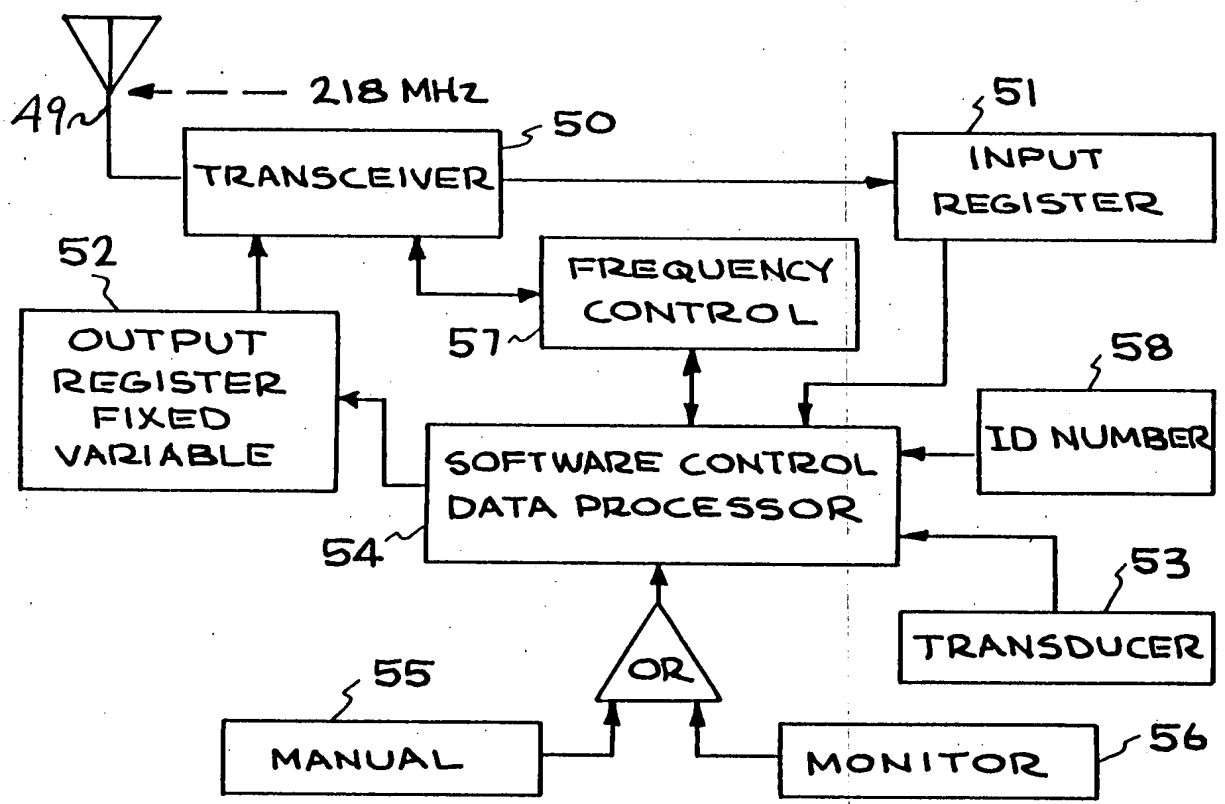 49
218 MHz
50
TRANSCEIVER
51
INPUT
REGISTER
52
OUTPUT
REGISTER
FIXED
VARIABLE
FREQUENCY
CONTROL
57
58
ID NUMBER
SOFTWARE CONTROL
DATA PROCESSOR
54
53
TRANSDUCER
OR
55
MANUAL
MONITOR
56